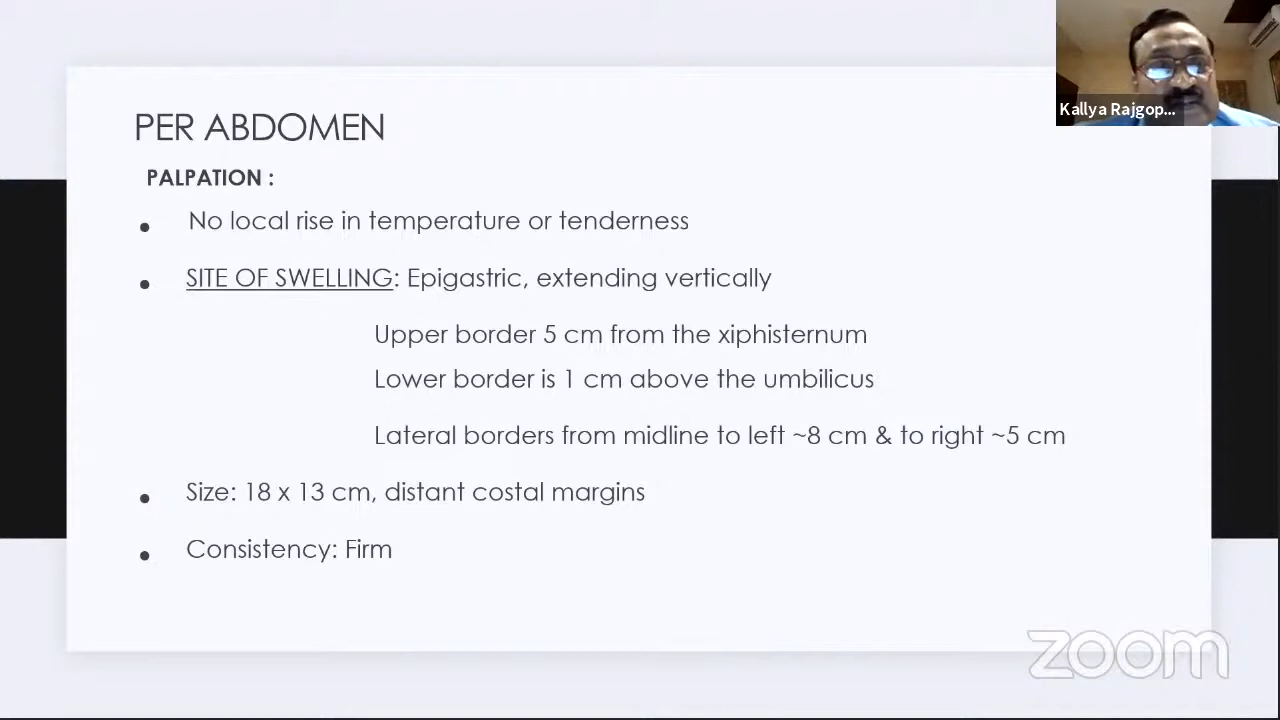 Kallya Rajgop...
PER ABDOMEN
PALPATION :
• No local rise in temperature or tenderness
• SITE OF SWELLING: Epigastric, extending vertically
Upper border 5 cm from the xiphisternum
Lower border is 1 cm above the umbilicus
Lateral borders from midline to left ~8 cm & to right ~5 cm
• Size: 18 x 13 cm, distant costal margins
• Consistency: Firm
zoom